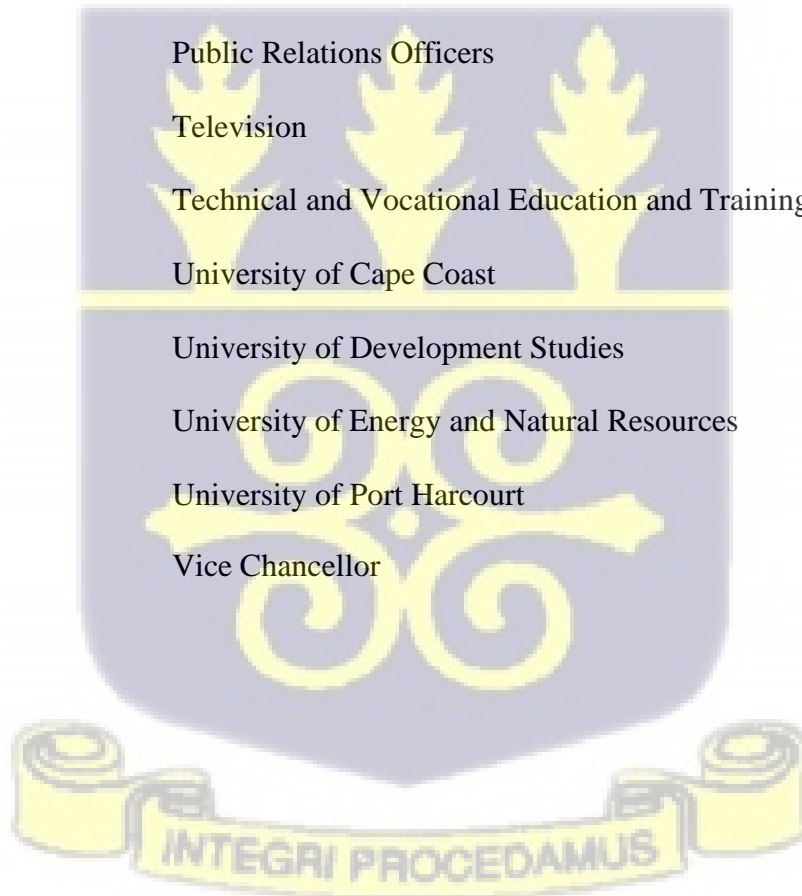 Public Relations Officers
Television
Technical and Vocational Education and Training
University of Cape Coast
University of Development Studies
University of Energy and Natural Resources
University of Port Harcourt
Vice Chancellor
INTEGRI PROCEDAMUS